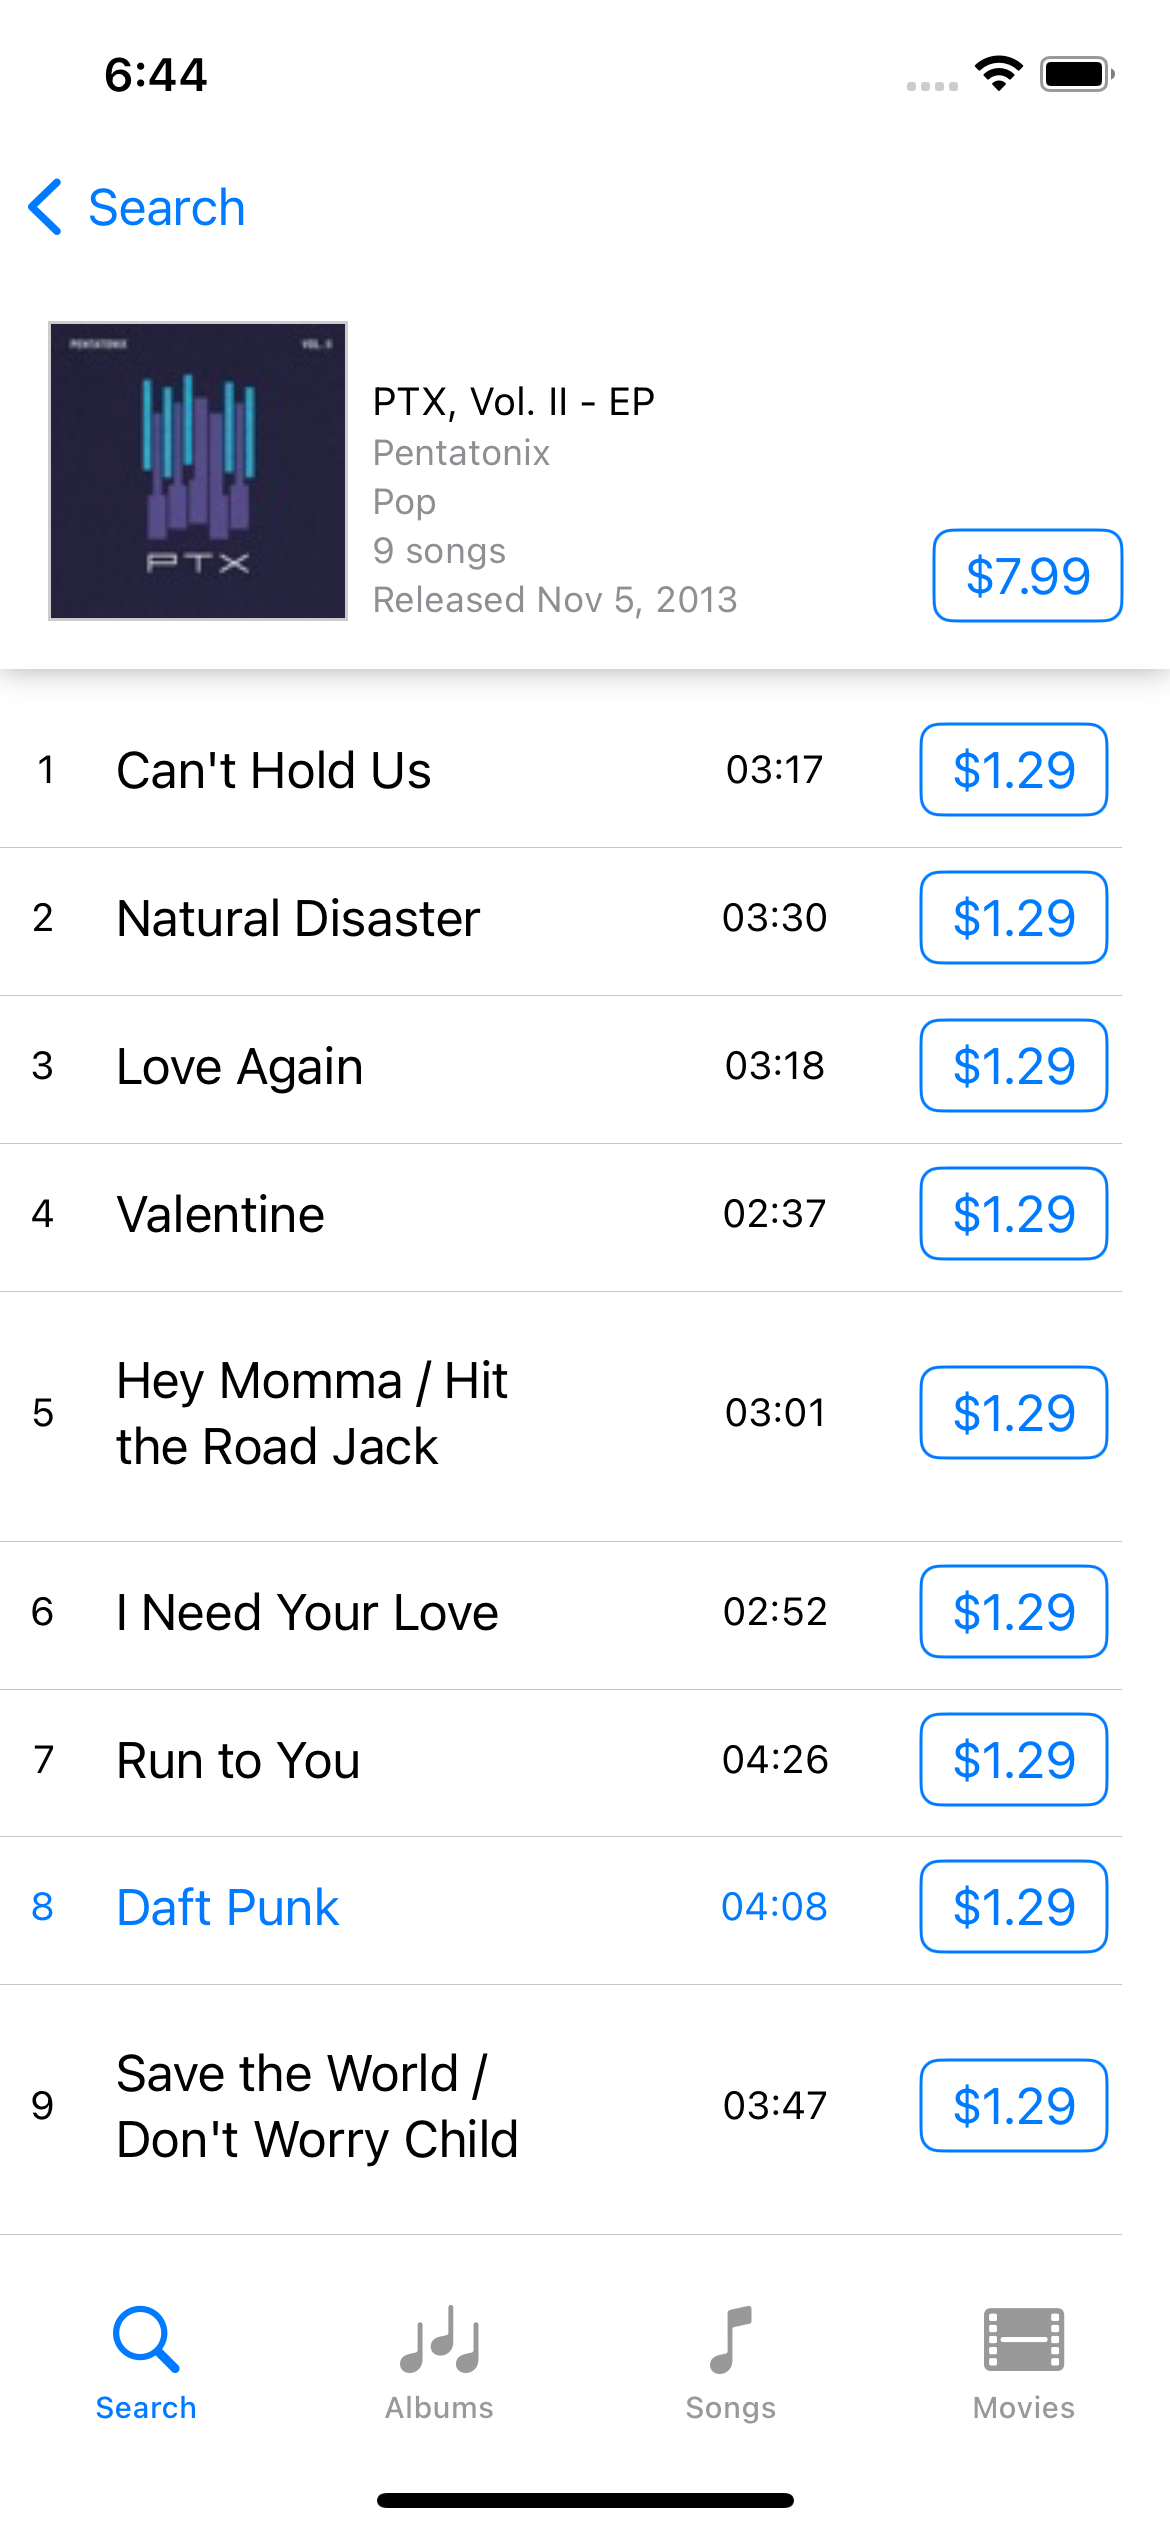 6:44
Search
PENTATONIX
VOL. II
PTX
PTX, Vol. II - EP
Pentatonix
Pop
9 songs
Released Nov 5, 2013
$7.99
1 Can't Hold Us 03:17 $1.29
2 Natural Disaster 03:30 $1.29
3 Love Again 03:18 $1.29
4 Valentine 02:37 $1.29
5 Hey Momma / Hit
the Road Jack 03:01 $1.29
6 I Need Your Love 02:52 $1.29
7 Run to You 04:26 $1.29
8 Daft Punk 04:08 $1.29
9 Save the World /
Don't Worry Child 03:47 $1.29
Search Albums Songs Movies